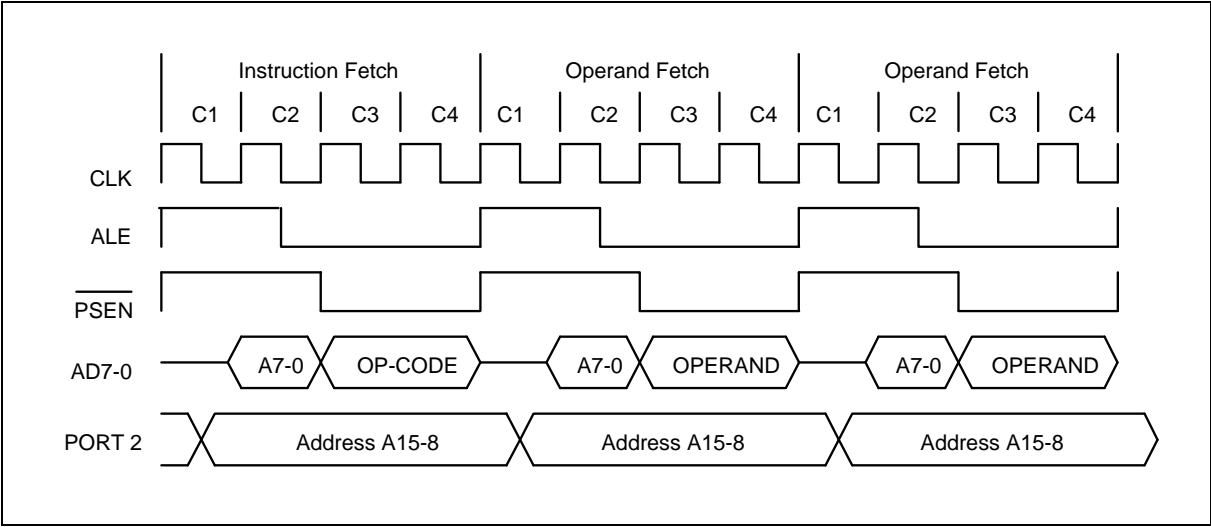 Instruction Fetch Operand Fetch Operand Fetch
C1 C2 C3 C4 C1 C2 C3 C4 C1 C2 C3 C4
CLK
ALE
PSEN
AD7-0 A7-0 OP-CODE A7-0 OPERAND A7-0 OPERAND
PORT 2 Address A15-8 Address A15-8 Address A15-8